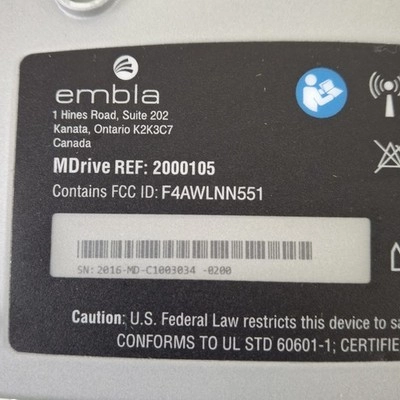 embla
1 Hines Road, Suite 202
Kanata, Ontario K2K3C7
Canada
MDrive REF: 2000105
Contains FCC ID: F4AWLNN551
SN: 2016-MD-C1003034 -0200
Caution: U.S. Federal Law restricts this device to sa
CONFORMS TO UL STD 60601-1; CERTIFIE